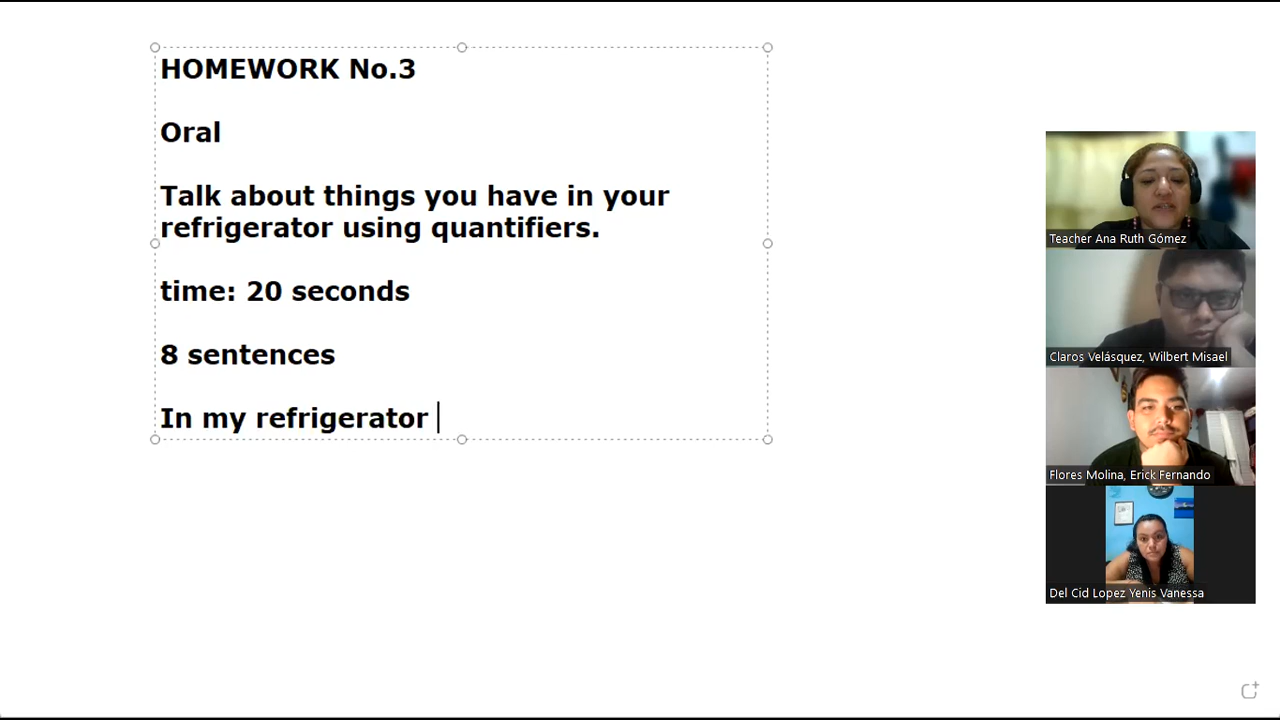 HOMEWORK No.3
Oral
Talk about things you have in your
refrigerator using quantifiers.
time: 20 seconds
8 sentences
In my refrigerator
Teacher Ana Ruth Gómez
Claros Velásquez, Wilbert Misael
Flores Molina, Erick Fernando
Del Cid Lopez Yenis Vanessa